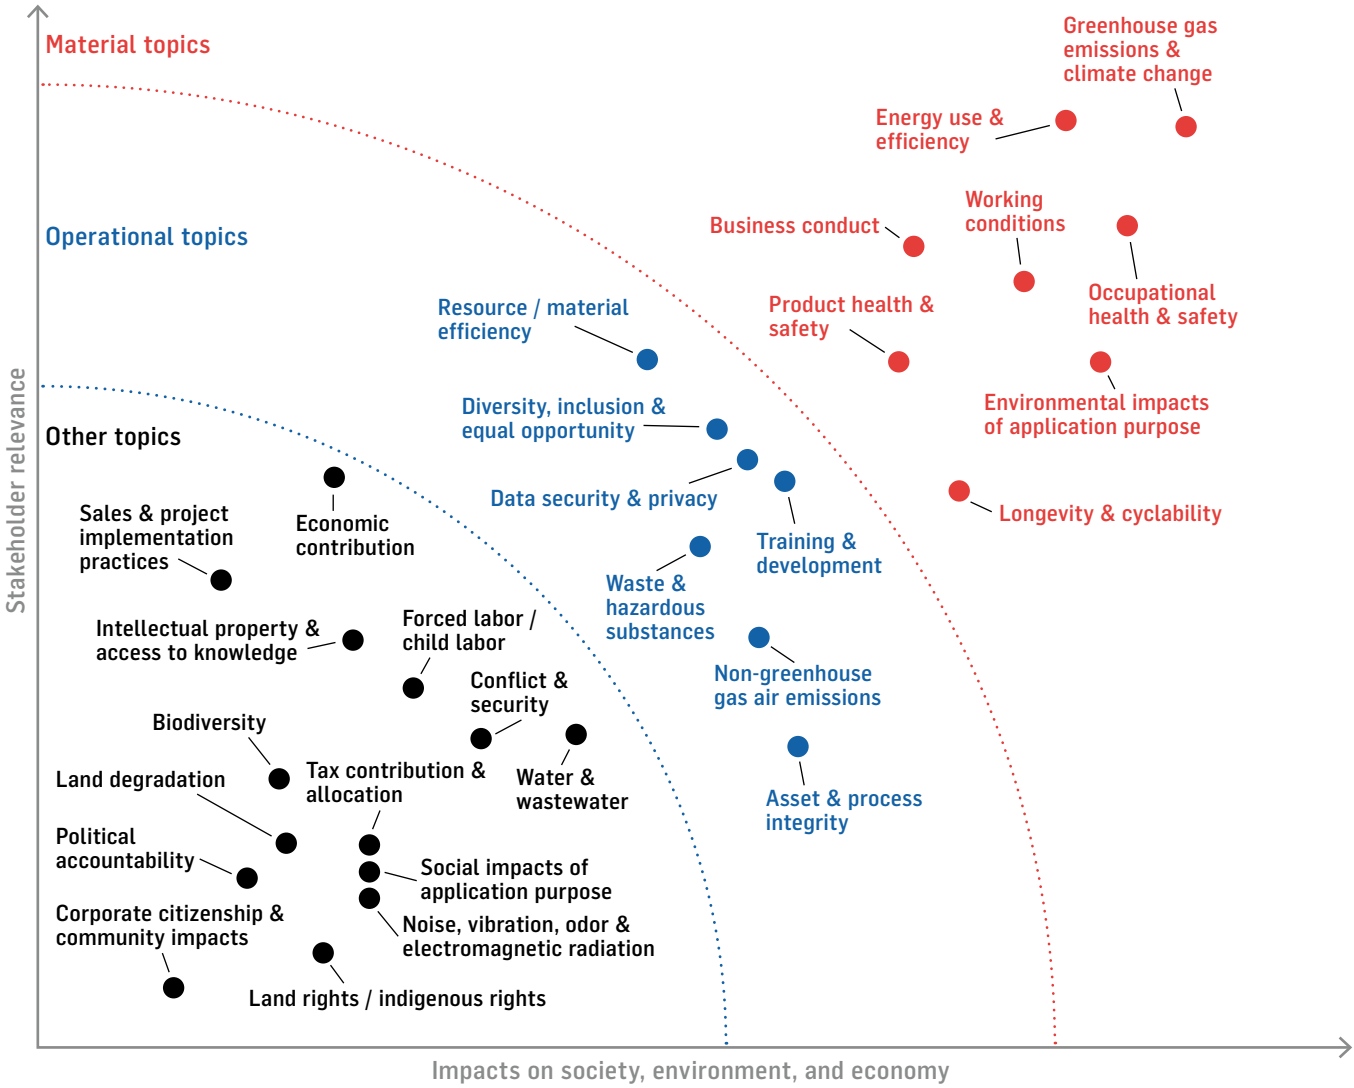 Material topics
Greenhouse gas
emissions &
climate change
Energy use &
efficiency
Working
conditions
Business conduct
Operational topics
Occupational
health & safety
Resource / material
efficiency
Product health &
safety
Environmental impacts
of application purpose
Diversity, inclusion &
equal opportunity
Other topics
Data security & privacy
Longevity & cyclability
Sales & project
implementation
practices
Economic
contribution
Training &
development
Waste &
hazardous
substances
Intellectual property &
access to knowledge
Forced labor /
child labor
Conflict &
security
Non-greenhouse
gas air emissions
Biodiversity
Land degradation
Tax contribution &
allocation
Water &
wastewater
Asset & process
integrity
Political
accountability
Social impacts of
application purpose
Corporate citizenship &
community impacts
Noise, vibration, odor &
electromagnetic radiation
Land rights / indigenous rights
Stakeholder relevance
Impacts on society, environment, and economy